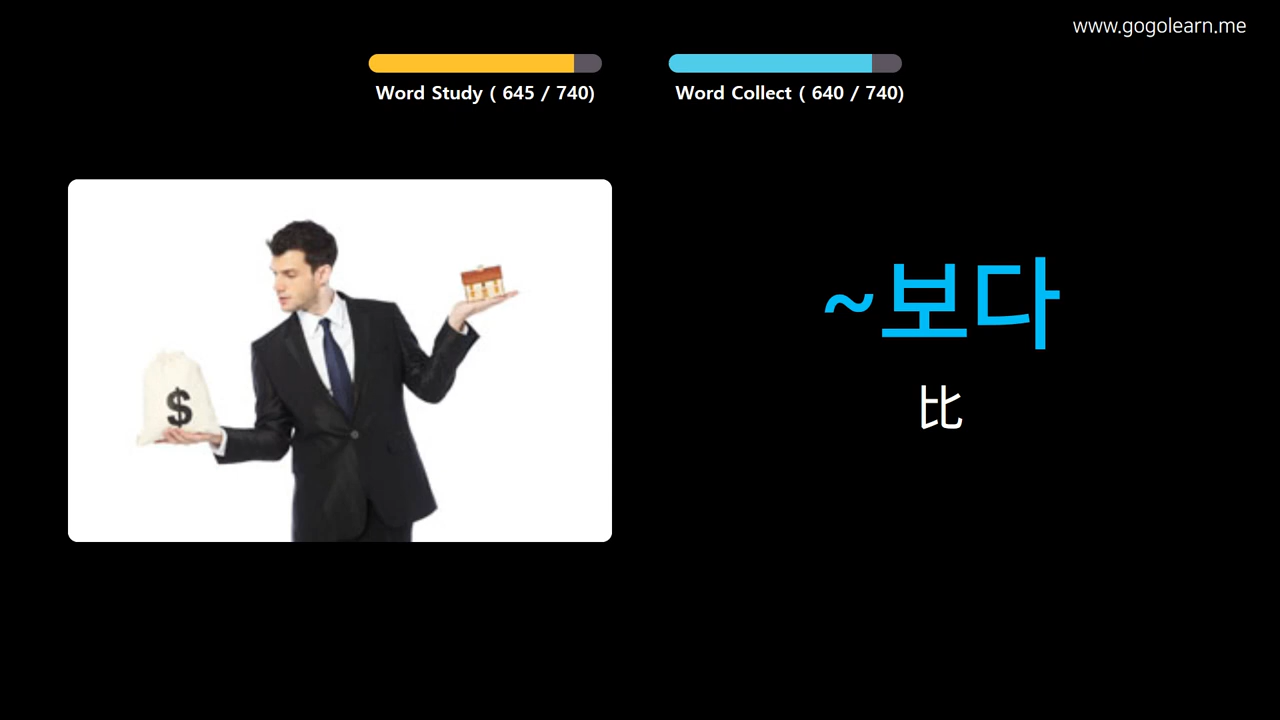 www.gogolearn.me
Word Study ( 645 / 740)
Word Collect ( 640 / 740)
$
~보다
比